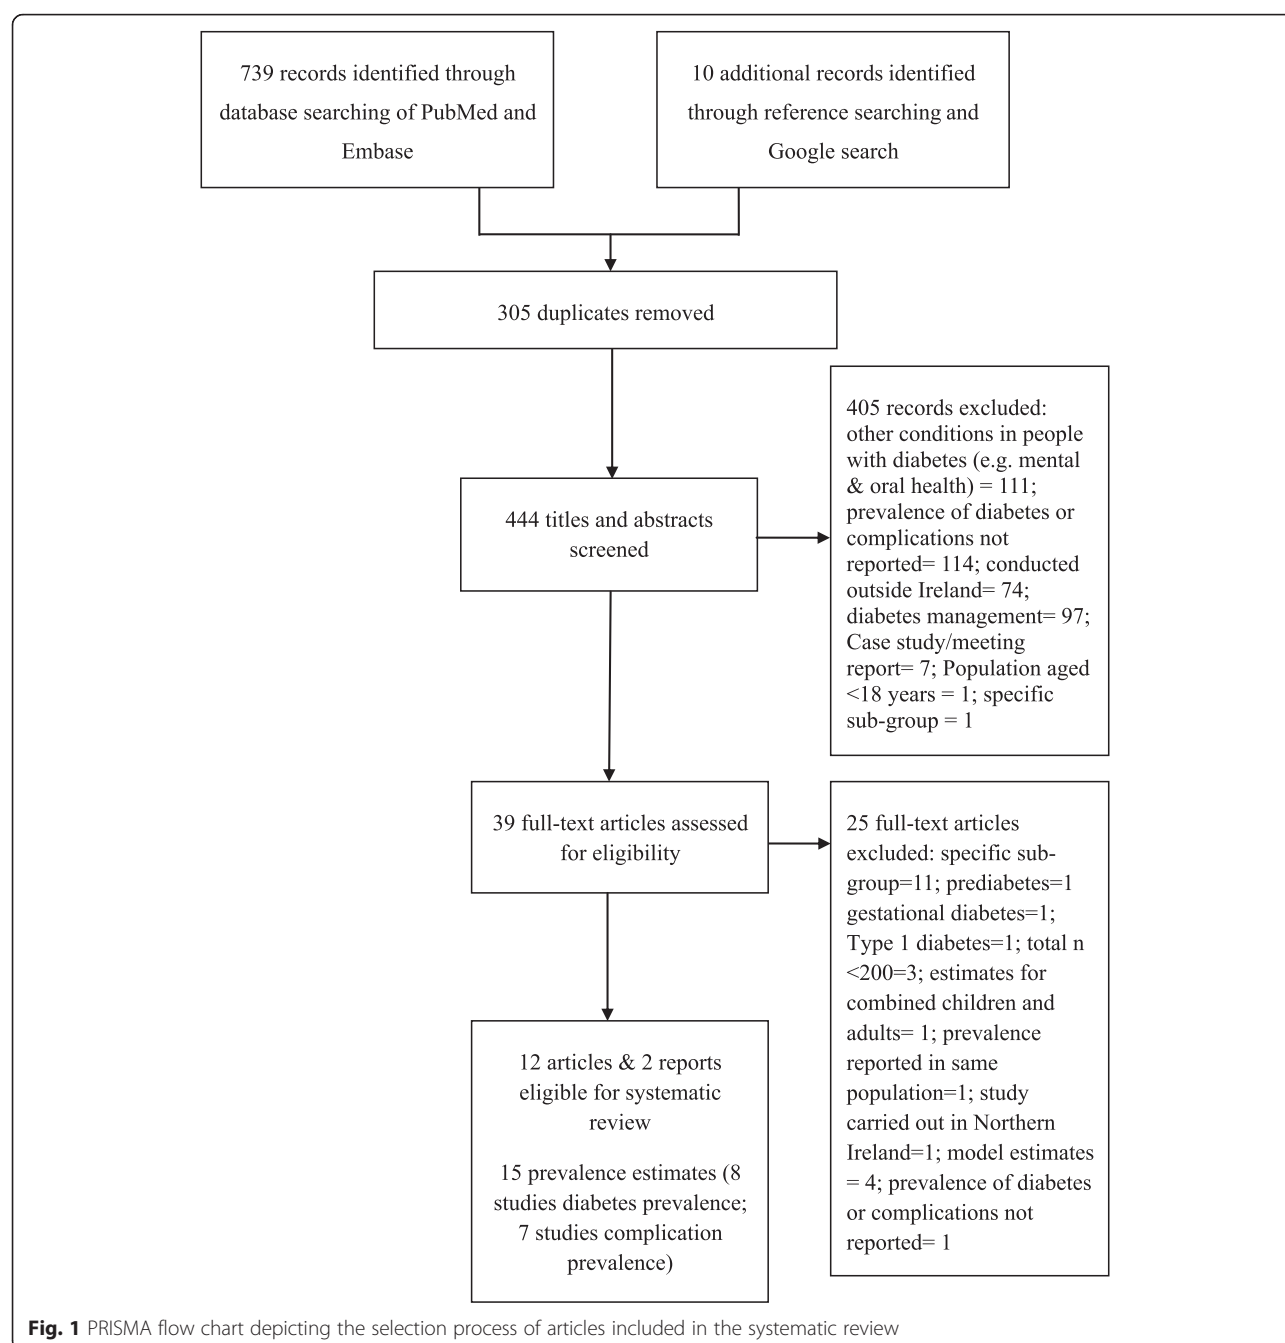 739 records identified through
database searching of PubMed and
Embase
10 additional records identified
through reference searching and
Google search
305 duplicates removed
444 titles and abstracts
screened
405 records excluded:
other conditions in people
with diabetes (e.g. mental
& oral health) = 111;
prevalence of diabetes or
complications not
reported= 114; conducted
outside Ireland= 74;
diabetes management= 97;
Case study/meeting
report= 7; Population aged
<18 years = 1; specific
sub-group = 1
39 full-text articles assessed
for eligibility
25 full-text articles
excluded: specific sub-
group=11; prediabetes=1
gestational diabetes=1;
Type 1 diabetes=1; total n
<200=3; estimates for
combined children and
adults= 1; prevalence
reported in same
population=1; study
carried out in Northern
Ireland=1; model estimates
= 4; prevalence of diabetes
or complications not
reported= 1
12 articles & 2 reports
eligible for systematic
review
15 prevalence estimates (8
studies diabetes prevalence;
7 studies complication
prevalence)
Fig. 1 PRISMA flow chart depicting the selection process of articles included in the systematic review